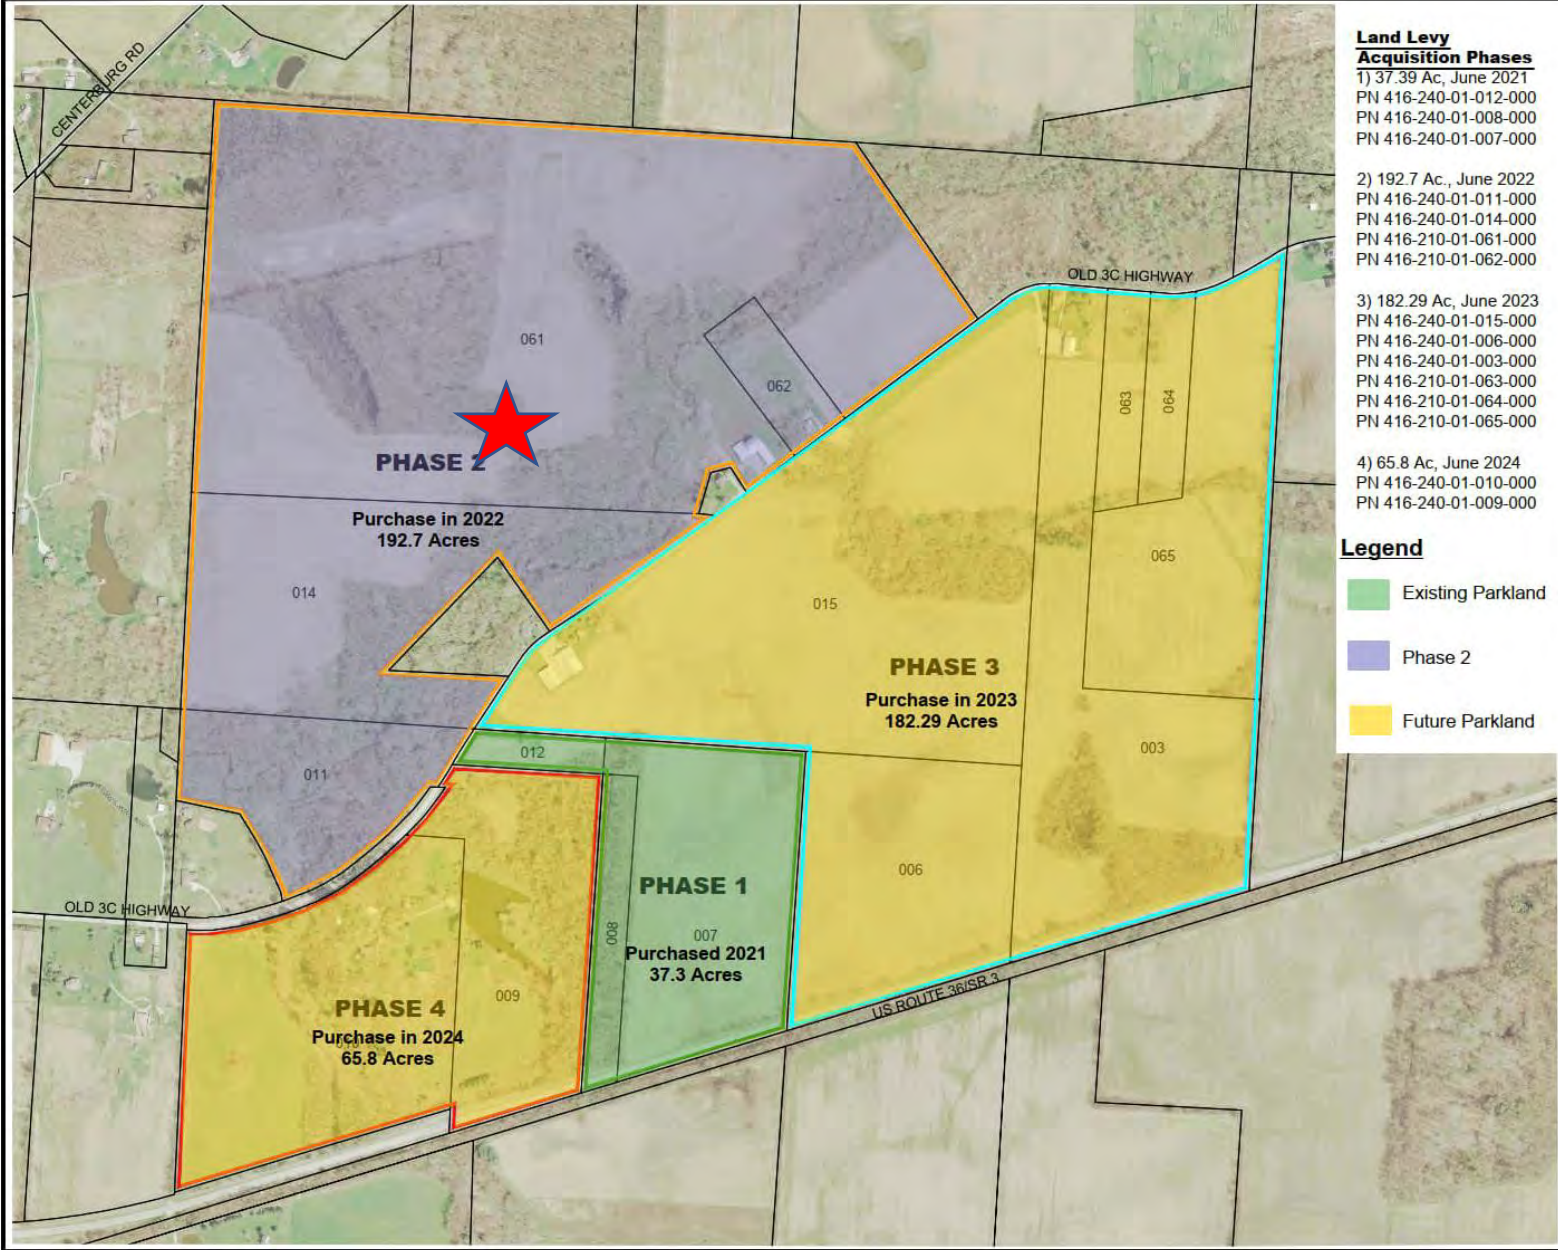 CENTERBURG RD
OLD 3C HIGHWAY
061
062
063
064
PHASE 2
Purchase in 2022
192.7 Acres
014
015
065
PHASE 3
Purchase in 2023
182.29 Acres
003
012
011
006
PHASE 1
007
Purchased 2021
37.3 Acres
008
OLD 3C HIGHWAY
009
PHASE 4
Purchase in 2024
65.8 Acres
US ROUTE 36/SR 3
Land Levy
Acquisition Phases
1) 37.39 Ac, June 2021
PN 416-240-01-012-000
PN 416-240-01-008-000
PN 416-240-01-007-000
2) 192.7 Ac., June 2022
PN 416-240-01-011-000
PN 416-240-01-014-000
PN 416-210-01-061-000
PN 416-210-01-062-000
3) 182.29 Ac, June 2023
PN 416-240-01-015-000
PN 416-240-01-006-000
PN 416-240-01-003-000
PN 416-210-01-063-000
PN 416-210-01-064-000
PN 416-210-01-065-000
4) 65.8 Ac, June 2024
PN 416-240-01-010-000
PN 416-240-01-009-000
Legend
Existing Parkland
Phase 2
Future Parkland